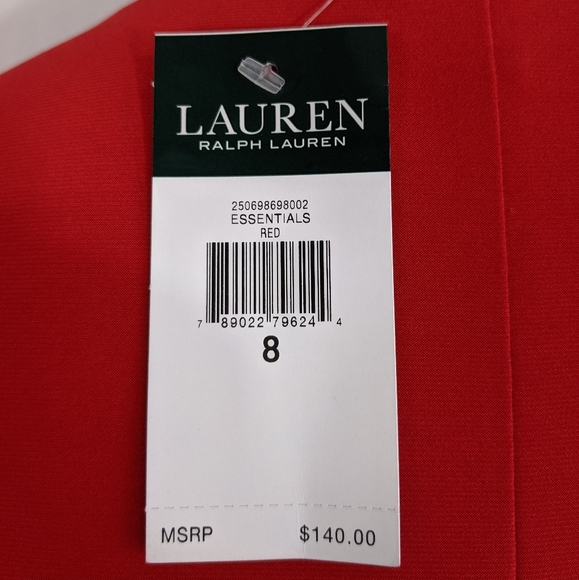 LAUREN
RALPH LAUREN
250698698002
ESSENTIALS
RED
7 89022 79624 4
8
MSRP $140.00